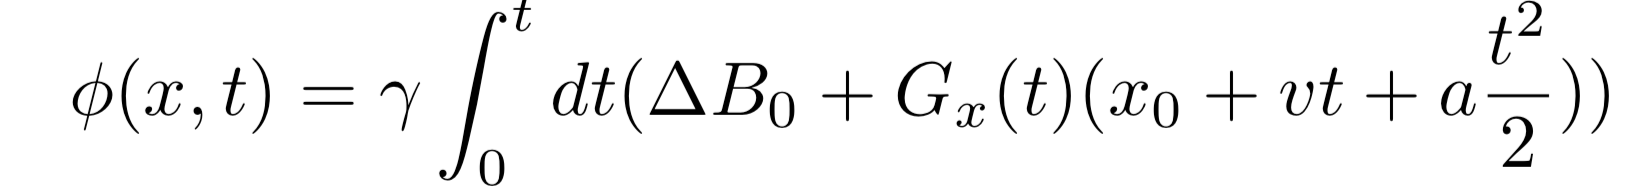 ϕ(x, t) = γ ∫₀ᵗ dt(ΔB₀ + Gₓ(t)(x₀ + vt + a t²/2))